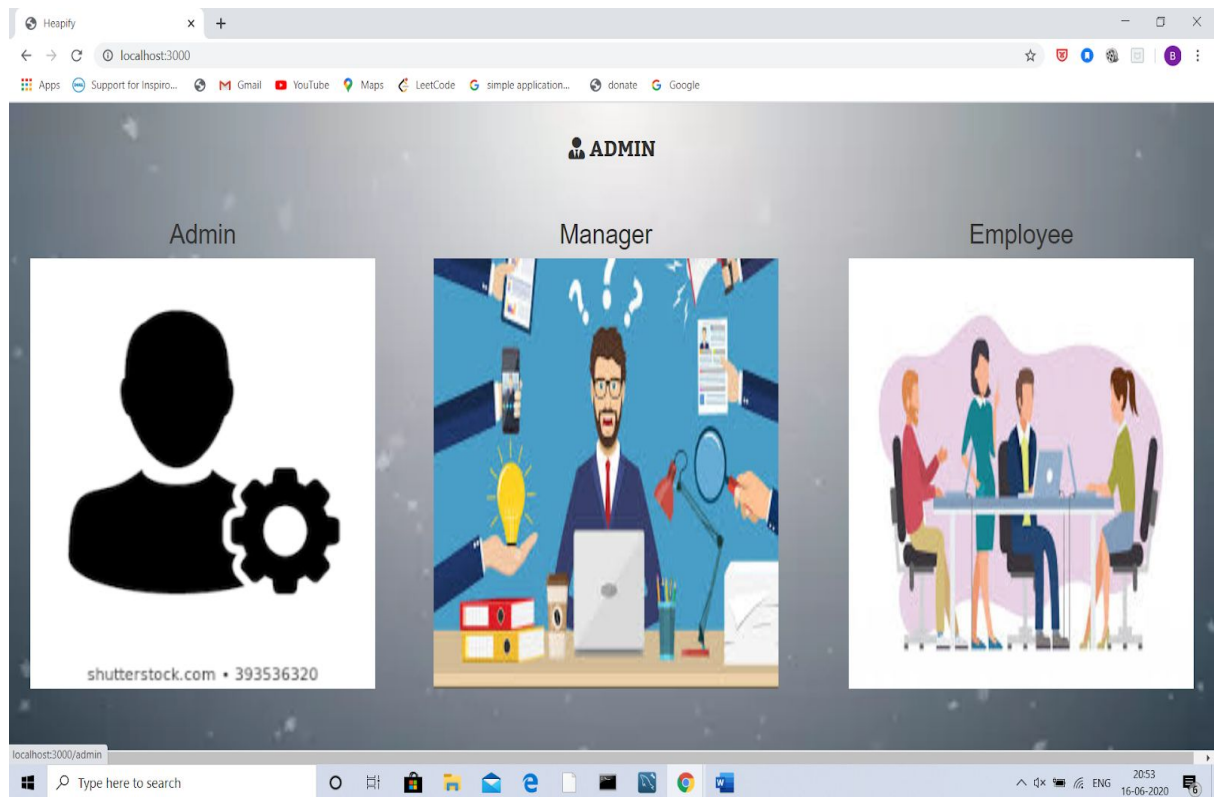 Heapify
localhost:3000
Apps Support for Inspiro... Gmail YouTube Maps LeetCode simple application... donate Google
B
ADMIN
Admin Manager Employee
shutterstock.com • 393536320
localhost:3000/admin
Type here to search
ENG
20:53
16-06-2020
6